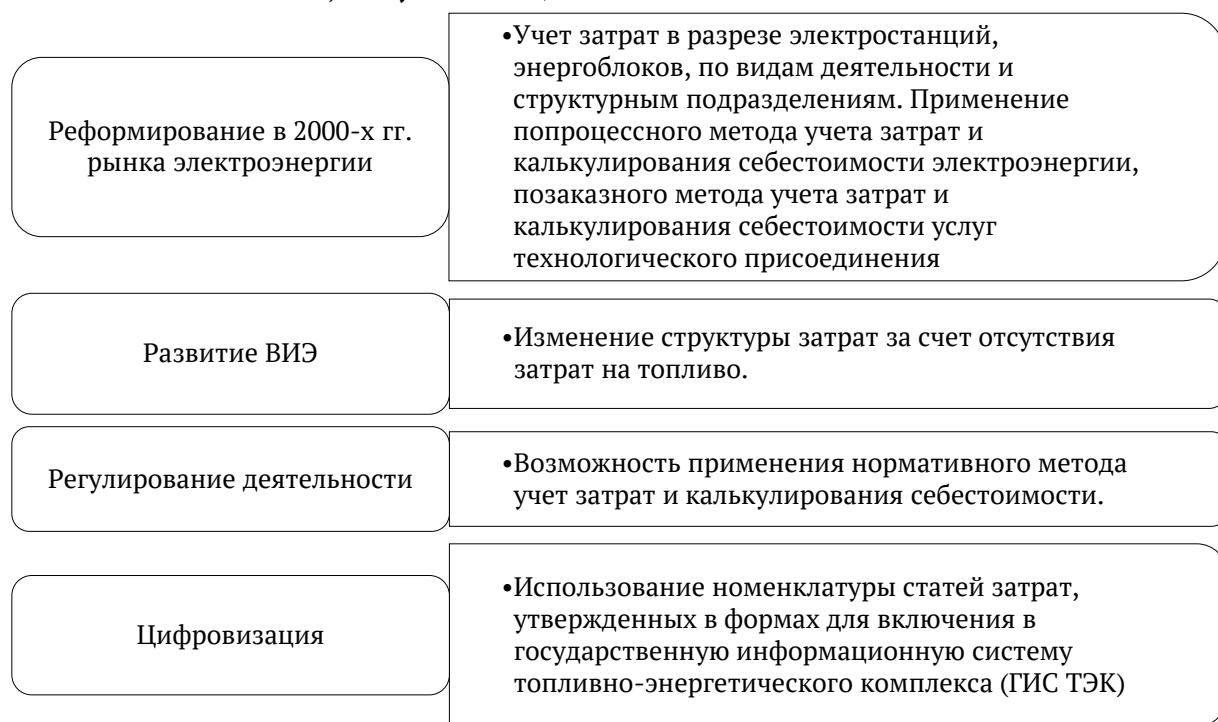 Реформирование в 2000-х гг.
рынка электроэнергии
•Учет затрат в разрезе электростанций,
энергоблоков, по видам деятельности и
структурным подразделениям. Применение
попроцессного метода учета затрат и
калькулирования себестоимости электроэнергии,
позаказного метода учета затрат и
калькулирования себестоимости услуг
технологического присоединения
Развитие ВИЭ
•Изменение структуры затрат за счет отсутствия
затрат на топливо.
Регулирование деятельности
•Возможность применения нормативного метода
учет затрат и калькулирования себестоимости.
Цифровизация
•Использование номенклатуры статей затрат,
утвержденных в формах для включения в
государственную информационную систему
топливно-энергетического комплекса (ГИС ТЭК)